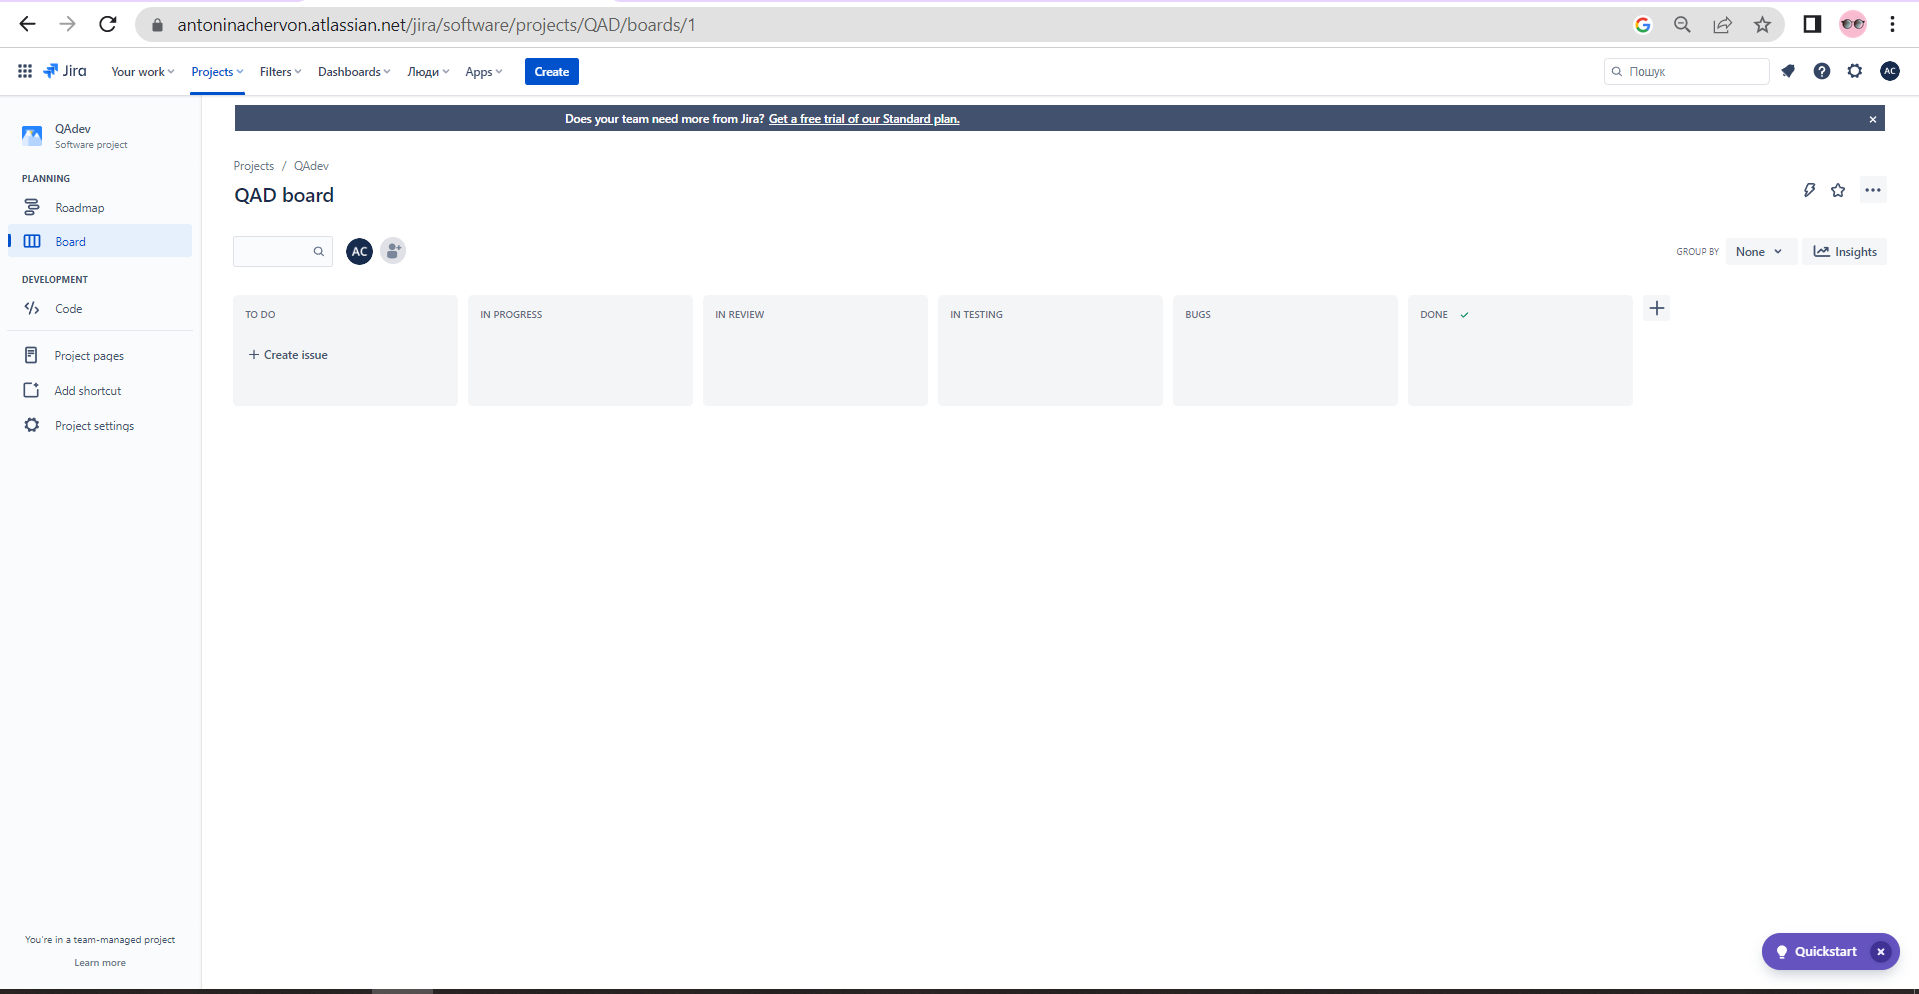 antoninachervon.atlassian.net/jira/software/projects/QAD/boards/1
Jira Your work Projects Filters Dashboards Люди Apps Create Пошук AC
QAdev
Software project
Does your team need more from Jira? Get a free trial of our Standard plan.
Projects / QAdev
QAD board
PLANNING
Roadmap
Board
DEVELOPMENT
Code
Project pages
Add shortcut
Project settings
AC GROUP BY None Insights
TO DO IN PROGRESS IN REVIEW IN TESTING BUGS DONE
+ Create issue
You're in a team-managed project
Learn more
Quickstart